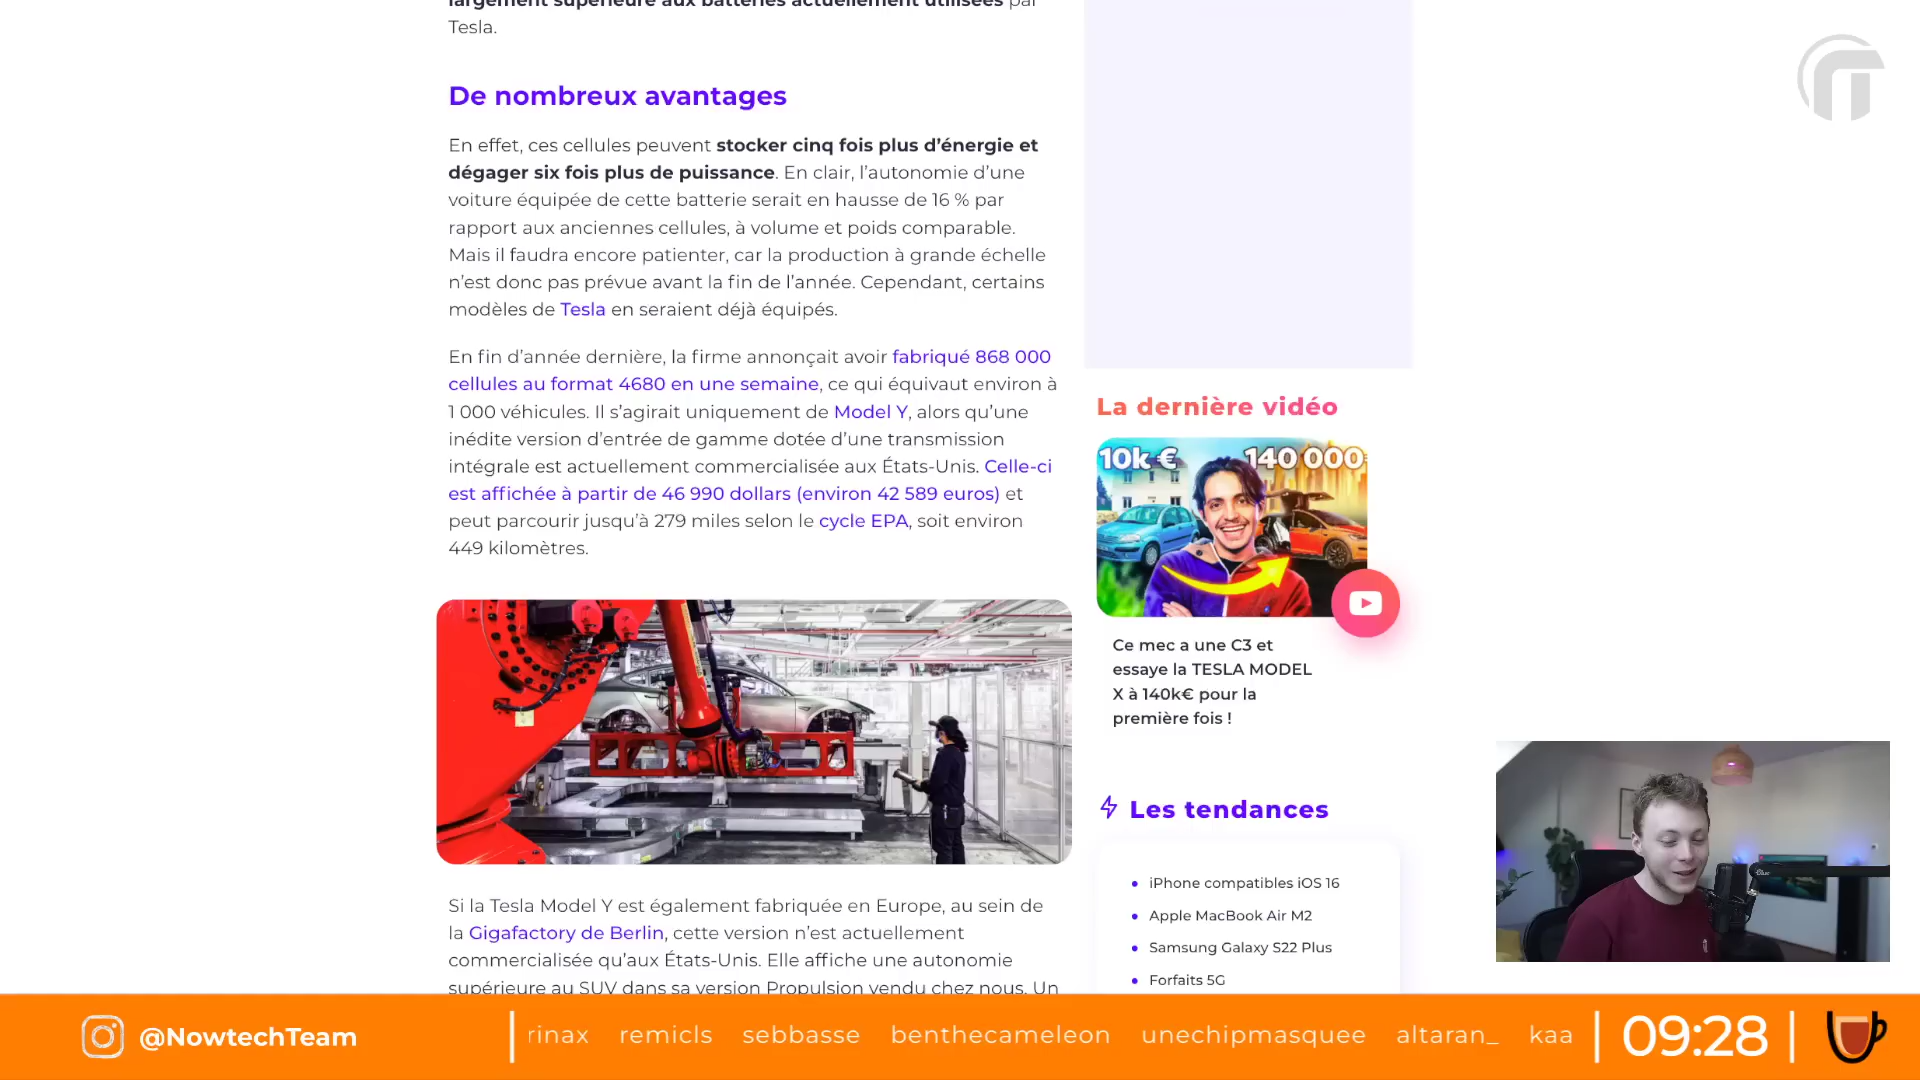 largement supérieure aux batteries actuellement utilisées par
Tesla.
De nombreux avantages
En effet, ces cellules peuvent stocker cinq fois plus d’énergie et
dégager six fois plus de puissance. En clair, l’autonomie d’une
voiture équipée de cette batterie serait en hausse de 16 % par
rapport aux anciennes cellules, à volume et poids comparable.
Mais il faudra encore patienter, car la production à grande échelle
n’est donc pas prévue avant la fin de l’année. Cependant, certains
modèles de Tesla en seraient déjà équipés.
En fin d’année dernière, la firme annonçait avoir fabriqué 868 000
cellules au format 4680 en une semaine, ce qui équivaut environ à
1 000 véhicules. Il s’agirait uniquement de Model Y, alors qu’une
inédite version d’entrée de gamme dotée d’une transmission
intégrale est actuellement commercialisée aux États-Unis. Celle-ci
est affichée à partir de 46 990 dollars (environ 42 589 euros) et
peut parcourir jusqu’à 279 miles selon le cycle EPA, soit environ
449 kilomètres.
Si la Tesla Model Y est également fabriquée en Europe, au sein de
la Gigafactory de Berlin, cette version n’est actuellement
commercialisée qu’aux États-Unis. Elle affiche une autonomie
supérieure au SUV dans sa version Propulsion vendu chez nous. Un
La dernière vidéo
10k € 140 000
Ce mec a une C3 et
essaye la TESLA MODEL
X à 140k€ pour la
première fois !
Les tendances
iPhone compatibles iOS 16
Apple MacBook Air M2
Samsung Galaxy S22 Plus
Forfaits 5G
Blue
@NowtechTeam
rinax remicls sebbasse benthecameleon unechipmasquee altaran_ kaa
09:28